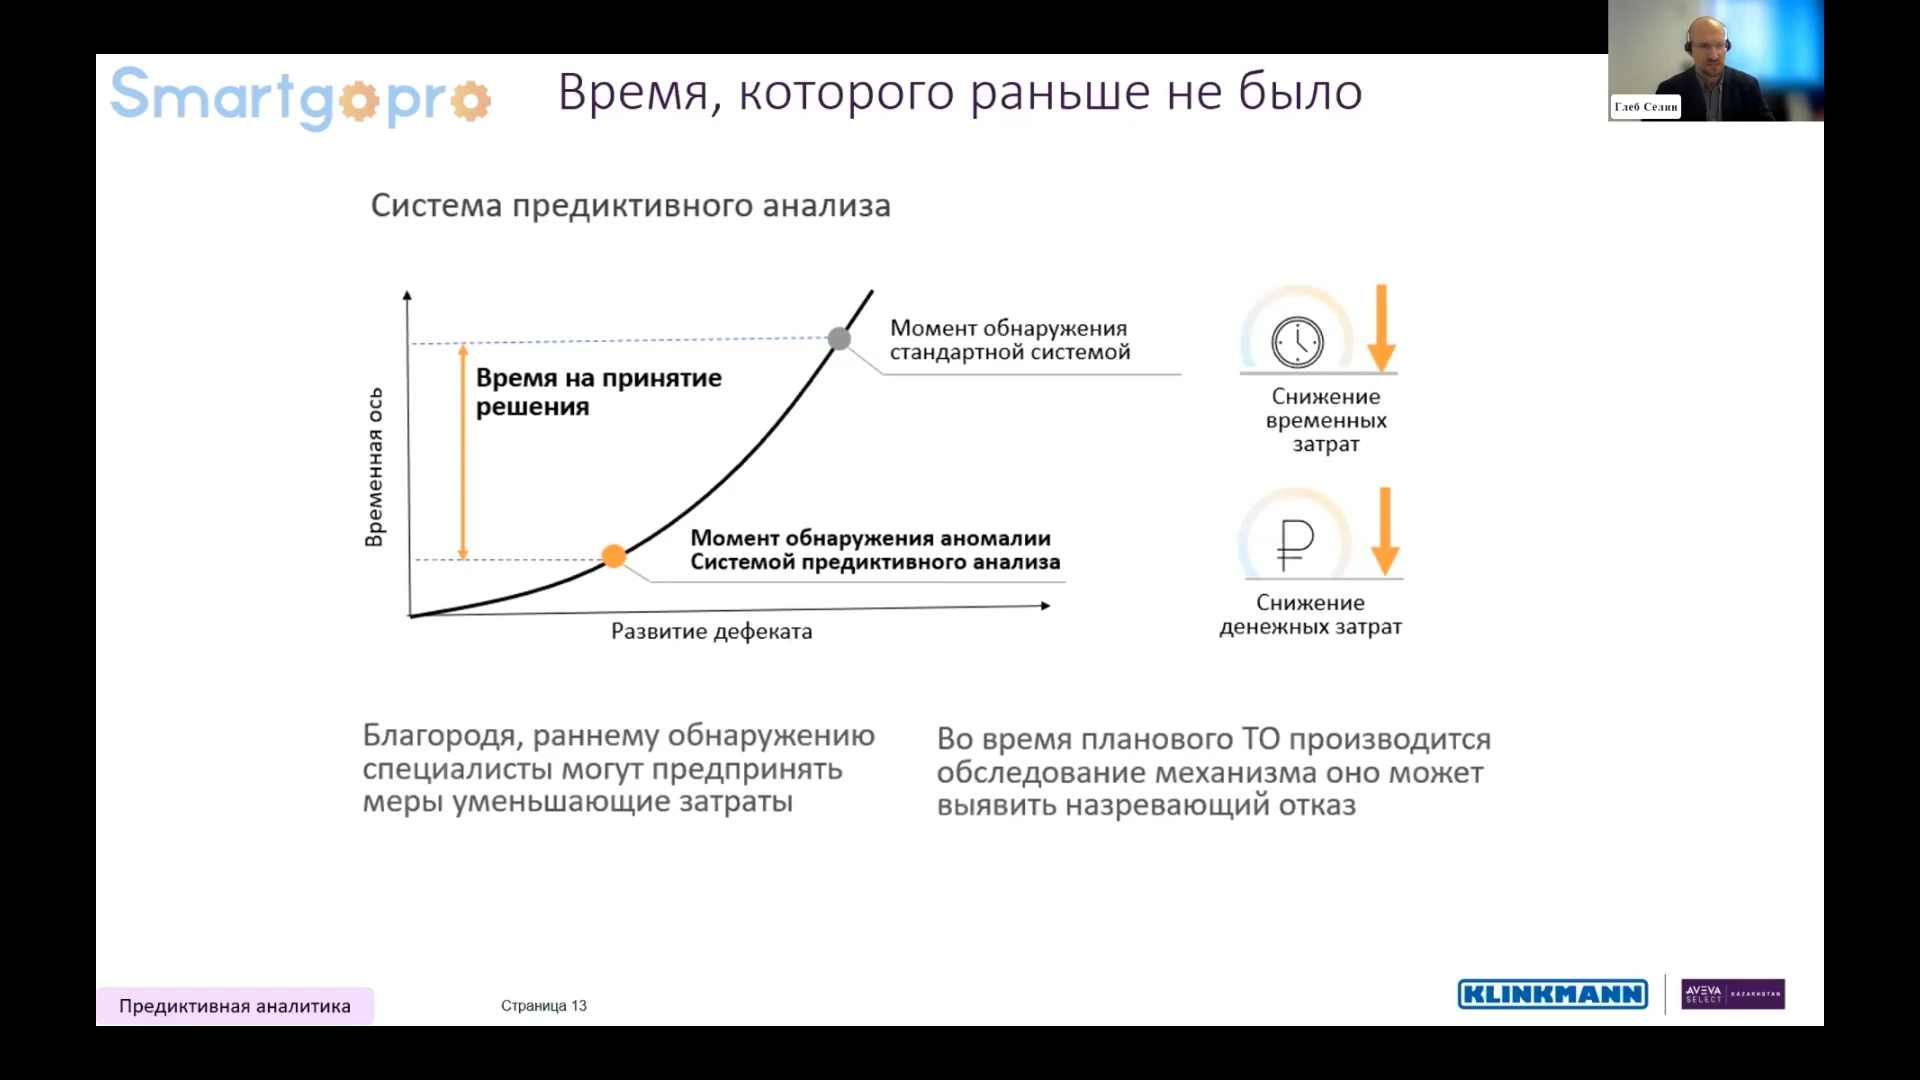 Smartgopro
Время, которого раньше не было
Глеб Селин
Система предиктивного анализа
Временная ось
Время на принятие
решения
Момент обнаружения
стандартной системой
Момент обнаружения аномалии
Системой предиктивного анализа
Развитие дефеката
Снижение
временных
затрат
₽
Снижение
денежных затрат
Благородя, раннему обнаружению
специалисты могут предпринять
меры уменьшающие затраты
Во время планового ТО производится
обследование механизма оно может
выявить назревающий отказ
Предиктивная аналитика
Страница 13
KLINKMANN
AVEVA
SELECT
KAZAKHSTAN